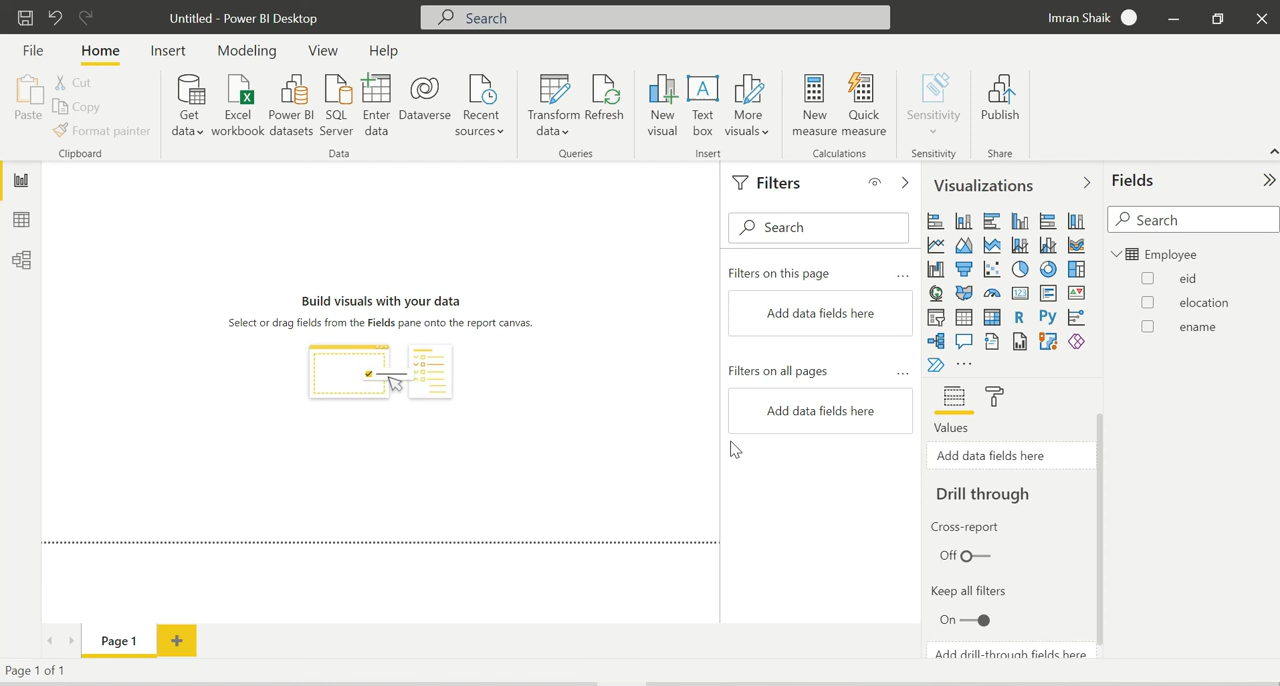 Untitled - Power BI Desktop
Search
Imran Shaik
File Home Insert Modeling View Help
Paste
Cut
Copy
Format painter
Clipboard
Get data
Excel workbook
Power BI datasets
SQL Server
Enter data
Dataverse
Recent sources
Data
Transform data
Refresh
Queries
New visual
Text box
More visuals
Insert
New measure
Quick measure
Calculations
Sensitivity
Sensitivity
Publish
Share
Build visuals with your data
Select or drag fields from the Fields pane onto the report canvas.
Filters
Search
Filters on this page ...
Add data fields here
Filters on all pages ...
Add data fields here
Visualizations
123
R
Py
...
Values
Add data fields here
Drill through
Cross-report
Off
Keep all filters
On
Add drill-through fields here
Fields
Search
Employee
eid
elocation
ename
Page 1
+
Page 1 of 1